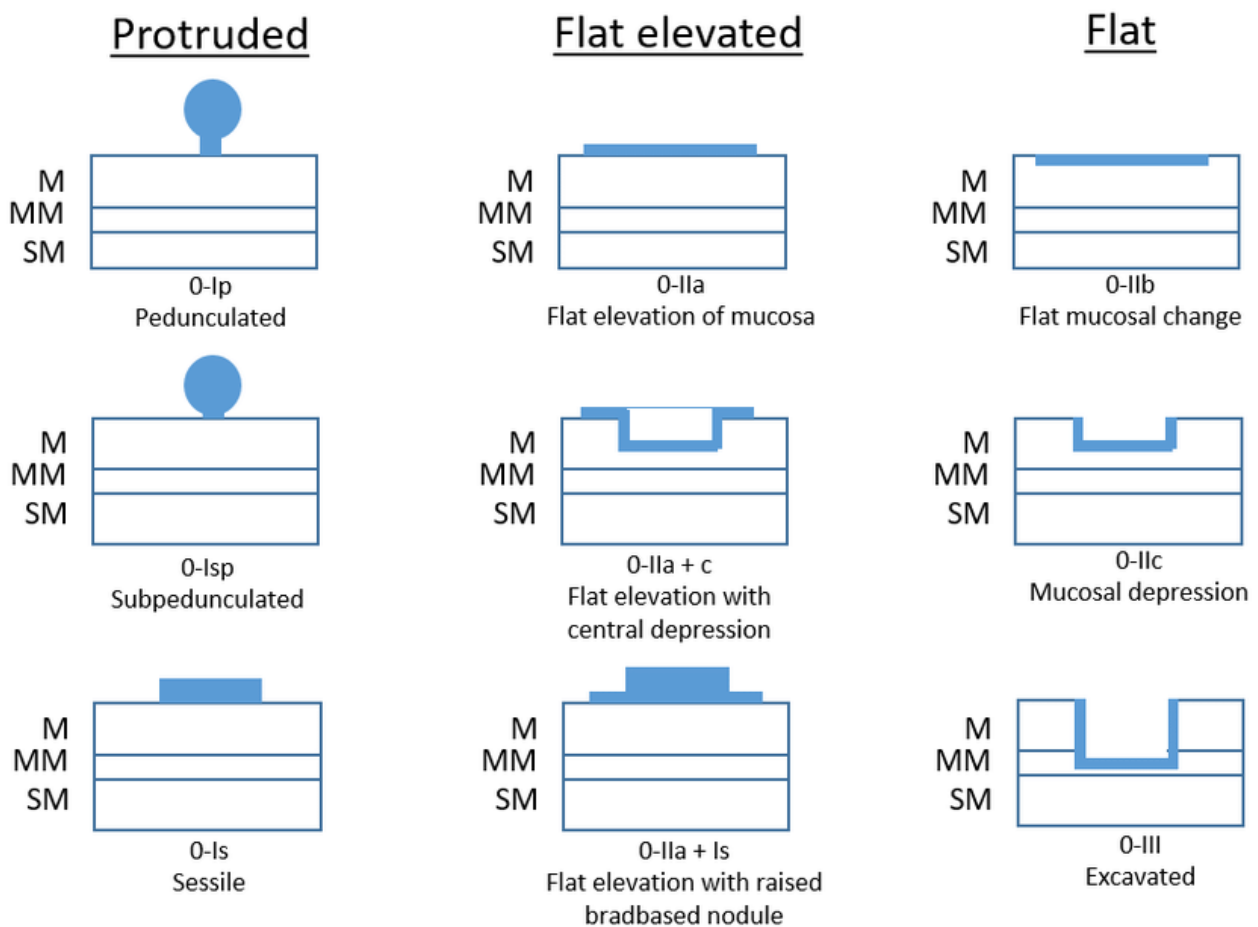 Protruded
Flat elevated
Flat
M
MM
SM
0-Ip
Pedunculated
M
MM
SM
0-IIa
Flat elevation of mucosa
M
MM
SM
0-IIb
Flat mucosal change
M
MM
SM
0-Isp
Subpedunculated
M
MM
SM
0-IIa + c
Flat elevation with
central depression
M
MM
SM
0-IIc
Mucosal depression
M
MM
SM
0-Is
Sessile
M
MM
SM
0-IIa + Is
Flat elevation with raised
bradbased nodule
M
MM
SM
0-III
Excavated